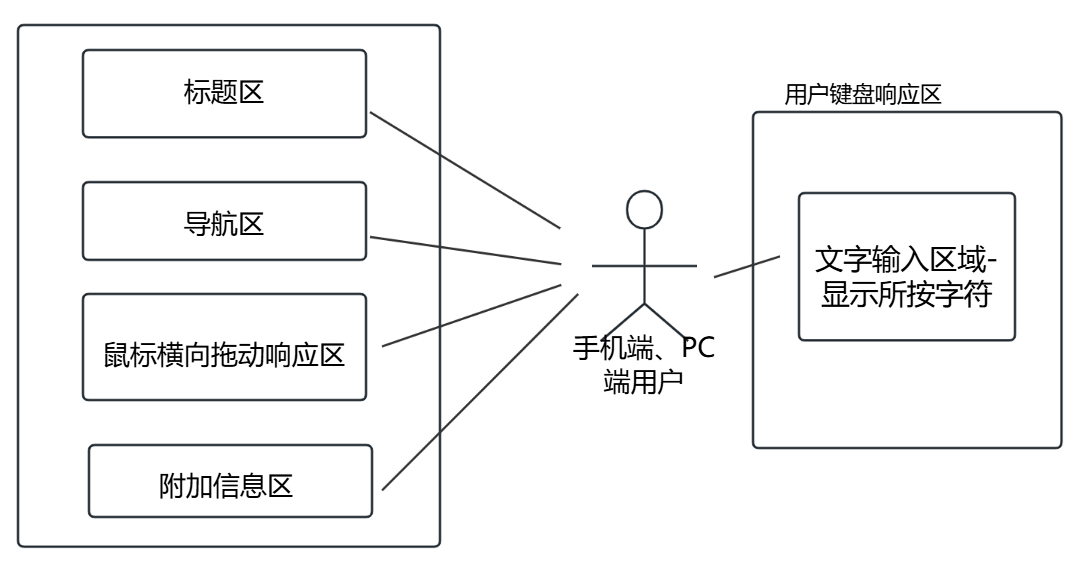 标题区
导航区
鼠标横向拖动响应区
附加信息区
手机端、PC
端用户
用户键盘响应区
文字输入区域-
显示所按字符